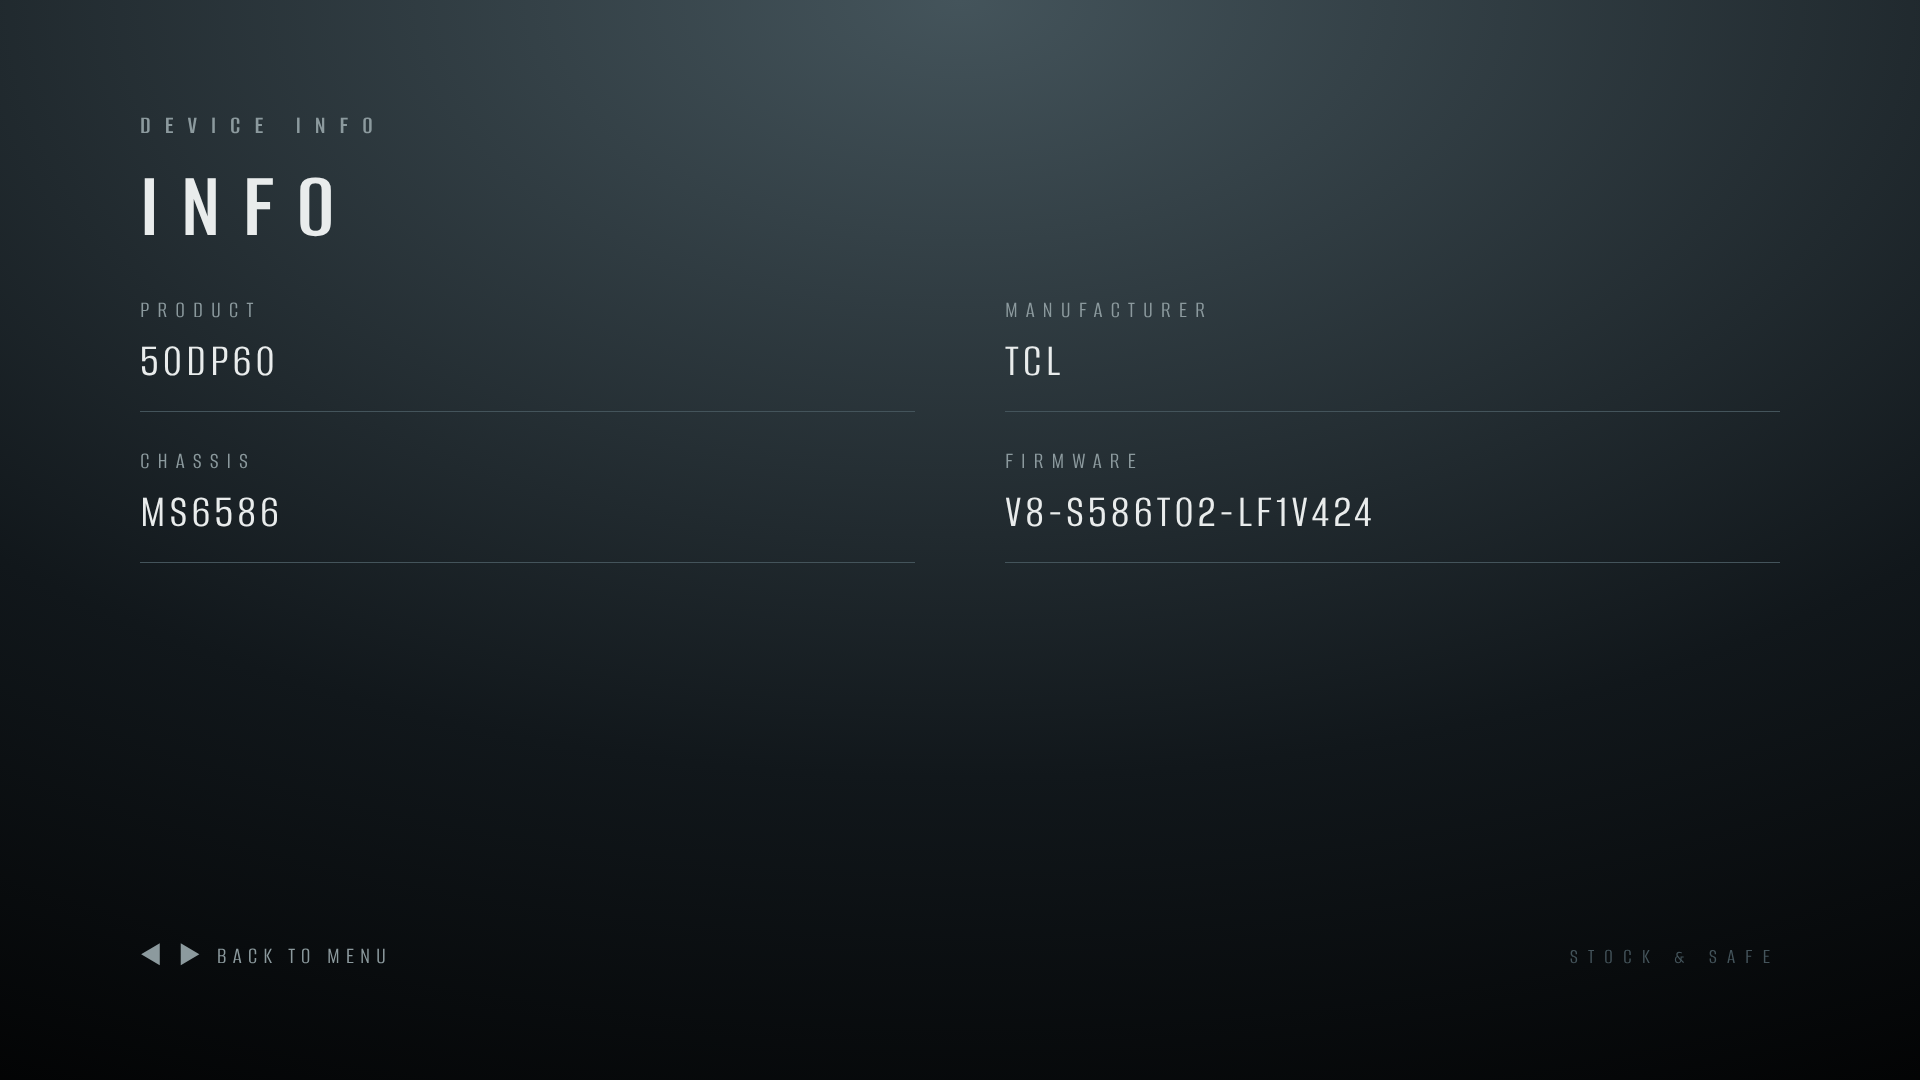 DEVICE INFO
INFO
PRODUCT
50DP60
MANUFACTURER
TCL
CHASSIS
MS6586
FIRMWARE
V8-S586T02-LF1V424
◀ ▶ BACK TO MENU
STOCK & SAFE